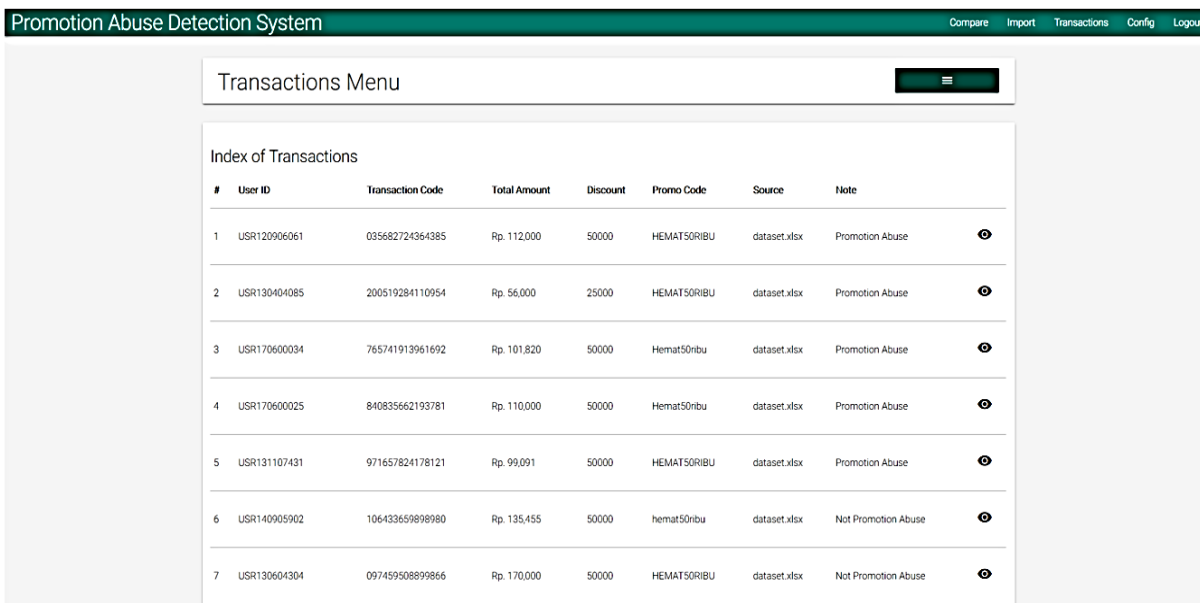 Promotion Abuse Detection System Compare Import Transactions Config Logou
Transactions Menu
Index of Transactions
# User ID Transaction Code Total Amount Discount Promo Code Source Note
1 USR120906061 035682724364385 Rp. 112,000 50000 HEMAT50RIBU dataset.xlsx Promotion Abuse
2 USR130404085 200519284110954 Rp. 56,000 25000 HEMAT50RIBU dataset.xlsx Promotion Abuse
3 USR170600034 765741913961692 Rp. 101,820 50000 Hemat50ribu dataset.xlsx Promotion Abuse
4 USR170600025 840835662193781 Rp. 110,000 50000 Hemat50ribu dataset.xlsx Promotion Abuse
5 USR131107431 971657824178121 Rp. 99,091 50000 HEMAT50RIBU dataset.xlsx Promotion Abuse
6 USR140905902 106433659898980 Rp. 135,455 50000 hemat50ribu dataset.xlsx Not Promotion Abuse
7 USR130604304 097459508899866 Rp. 170,000 50000 HEMAT50RIBU dataset.xlsx Not Promotion Abuse